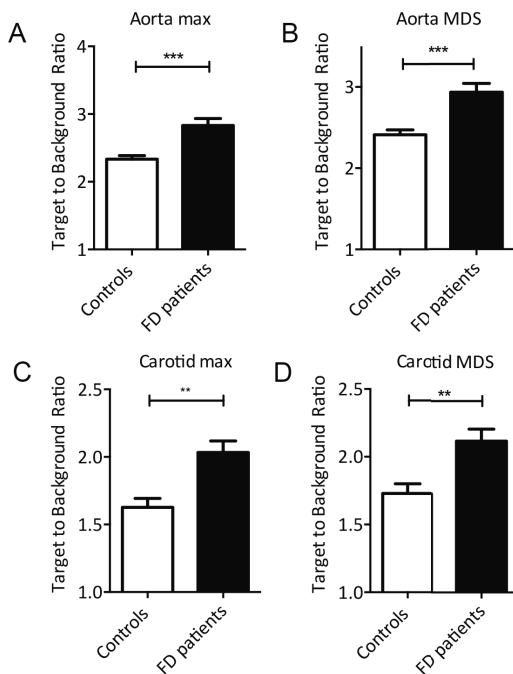 A
Aorta max
Target to Background Ratio
4
3
2
1
***
Controls
FD patients
B
Aorta MDS
Target to Background Ratio
3
2
1
***
Controls
FD patients
C
Carotid max
Target to Background Ratio
2.5
2.0
1.5
1.0
**
Controls
FD patients
D
Carotid MDS
Target to Background Ratio
2.5
2.0
1.5
1.0
**
Controls
FD patients